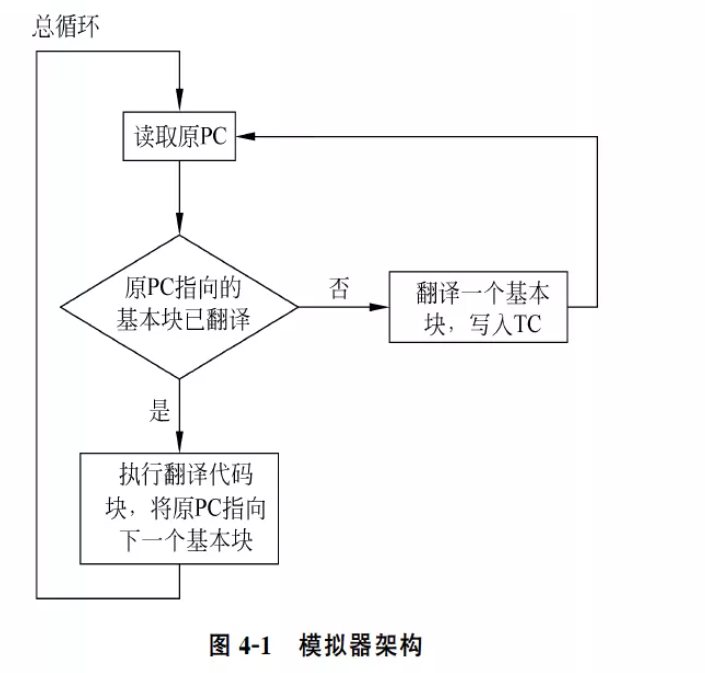 总循环
读取原PC
原PC指向的
基本块已翻译
否
翻译一个基本
块，写入TC
是
执行翻译代码
块，将原PC指向
下一个基本块
图 4-1 模拟器架构